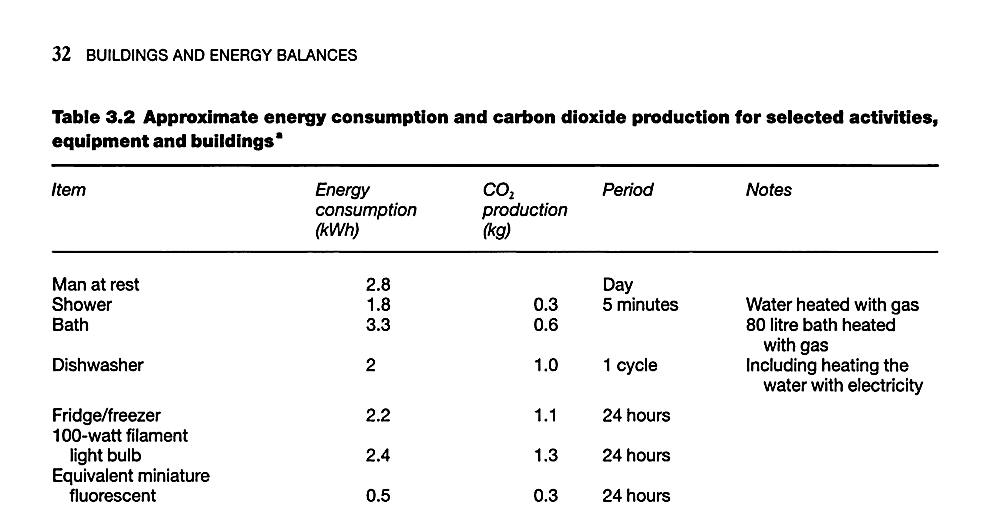 32 BUILDINGS AND ENERGY BALANCES
Table 3.2 Approximate energy consumption and carbon dioxide production for selected activities,
equipment and buildingsª
Item Energy CO₂ Period Notes
consumption production
(kWh) (kg)
Man at rest 2.8 Day
Shower 1.8 0.3 5 minutes Water heated with gas
Bath 3.3 0.6 80 litre bath heated
with gas
Dishwasher 2 1.0 1 cycle Including heating the
water with electricity
Fridge/freezer 2.2 1.1 24 hours
100-watt filament
light bulb 2.4 1.3 24 hours
Equivalent miniature
fluorescent 0.5 0.3 24 hours